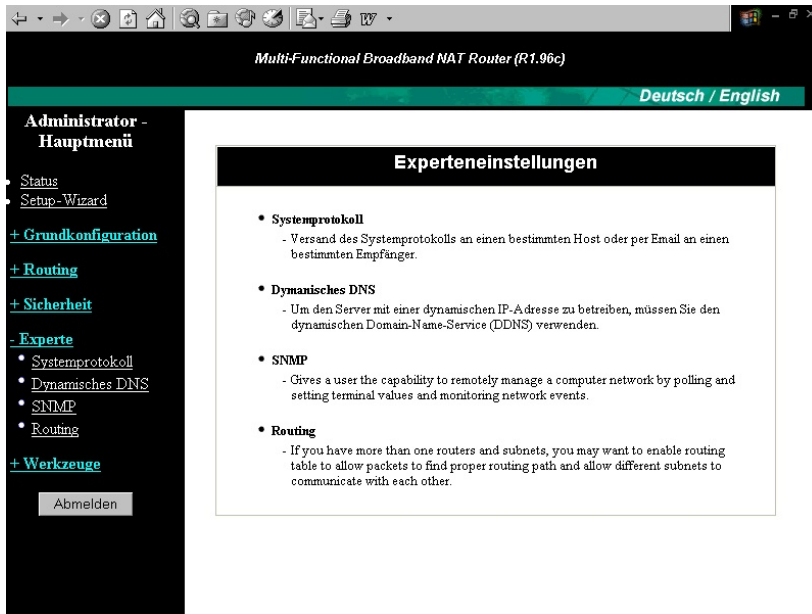 Multi-Functional Broadband NAT Router (R1.96c)
Deutsch / English
Administrator -
Hauptmenü
Status
Setup-Wizard
+ Grundkonfiguration
+ Routing
+ Sicherheit
- Experte
Systemprotokoll
Dynamisches DNS
SNMP
Routing
+ Werkzeuge
Abmelden
Experteneinstellungen
Systemprotokoll
- Versand des Systemprotokolls an einen bestimmten Host oder per Email an einen
bestimmten Empfänger.
Dymanisches DNS
- Um den Server mit einer dynamischen IP-Adresse zu betreiben, müssen Sie den
dynamischen Domain-Name-Service (DDNS) verwenden.
SNMP
- Gives a user the capability to remotely manage a computer network by polling and
setting terminal values and monitoring network events.
Routing
- If you have more than one routers and subnets, you may want to enable routing
table to allow packets to find proper routing path and allow different subnets to
communicate with each other.